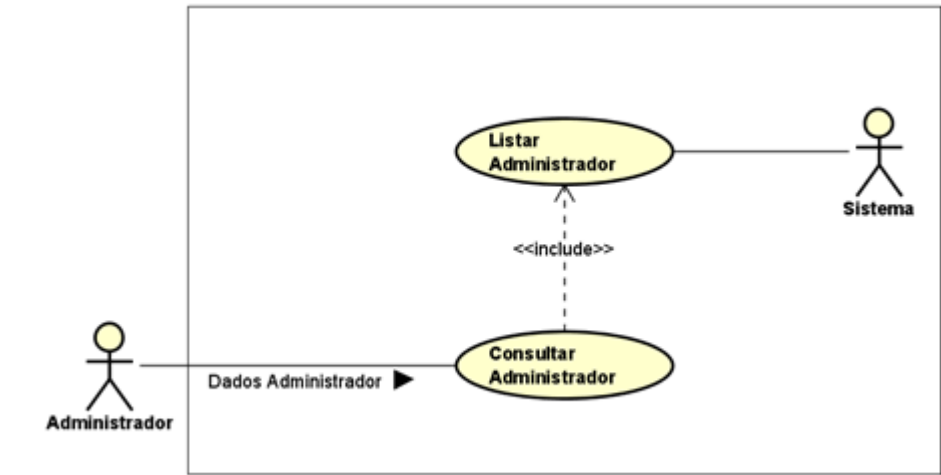 Listar
Administrador
Sistema
<<include>>
Consultar
Administrador
Dados Administrador
Administrador